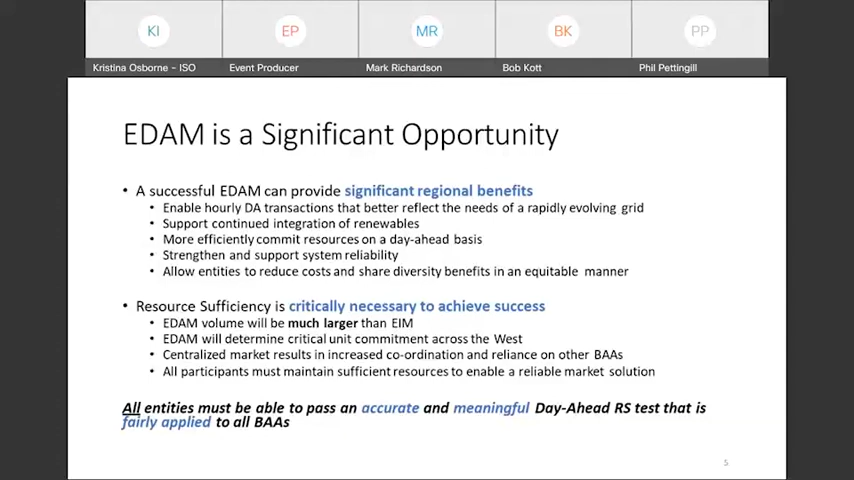 KI EP MR BK PP
Kristina Osborne – ISO Event Producer Mark Richardson Bob Kott Phil Pettingill
EDAM is a Significant Opportunity
• A successful EDAM can provide significant regional benefits
• Enable hourly DA transactions that better reflect the needs of a rapidly evolving grid
• Support continued integration of renewables
• More efficiently commit resources on a day-ahead basis
• Strengthen and support system reliability
• Allow entities to reduce costs and share diversity benefits in an equitable manner
• Resource Sufficiency is critically necessary to achieve success
• EDAM volume will be much larger than EIM
• EDAM will determine critical unit commitment across the West
• Centralized market results in increased co-ordination and reliance on other BAAs
• All participants must maintain sufficient resources to enable a reliable market solution
All entities must be able to pass an accurate and meaningful Day-Ahead RS test that is
fairly applied to all BAAs
5